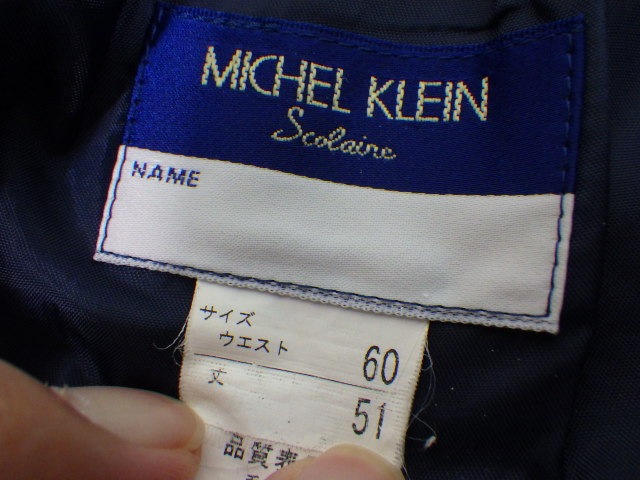 MICHEL KLEIN
Scolaire
NAME
サイズ
ウエスト 60
丈 51
品質表